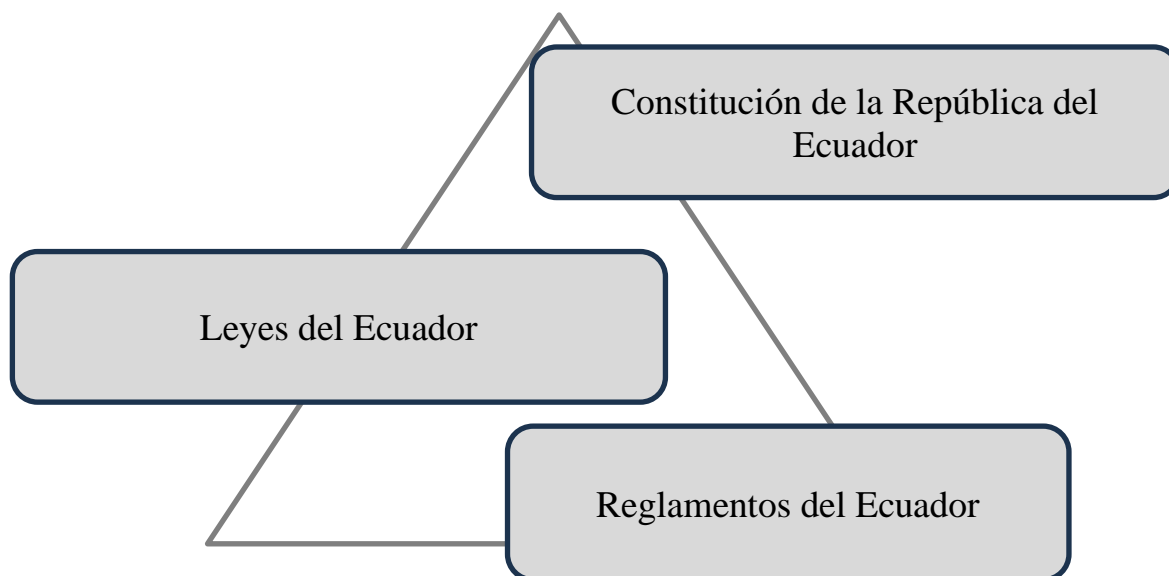 Constitución de la República del
Ecuador
Leyes del Ecuador
Reglamentos del Ecuador